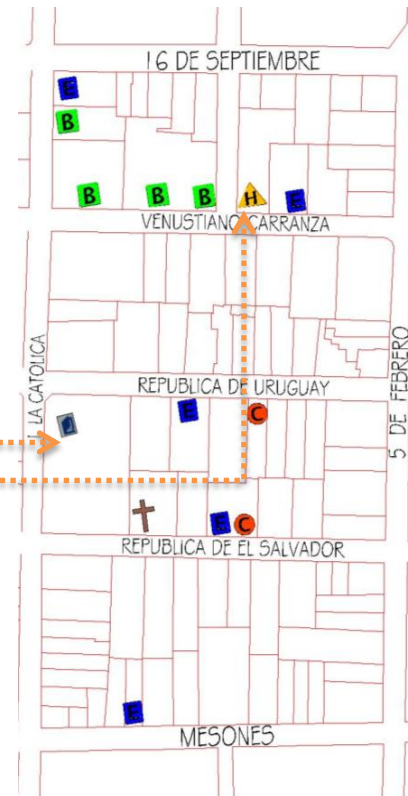 16 DE SEPTIEMBRE
E
B
B B B H E
VENUSTIANO CARRANZA
LA CATOLICA
5 DE FEBRERO
REPUBLICA DE URUGUAY
E C
E C
REPUBLICA DE EL SALVADOR
E
MESONES